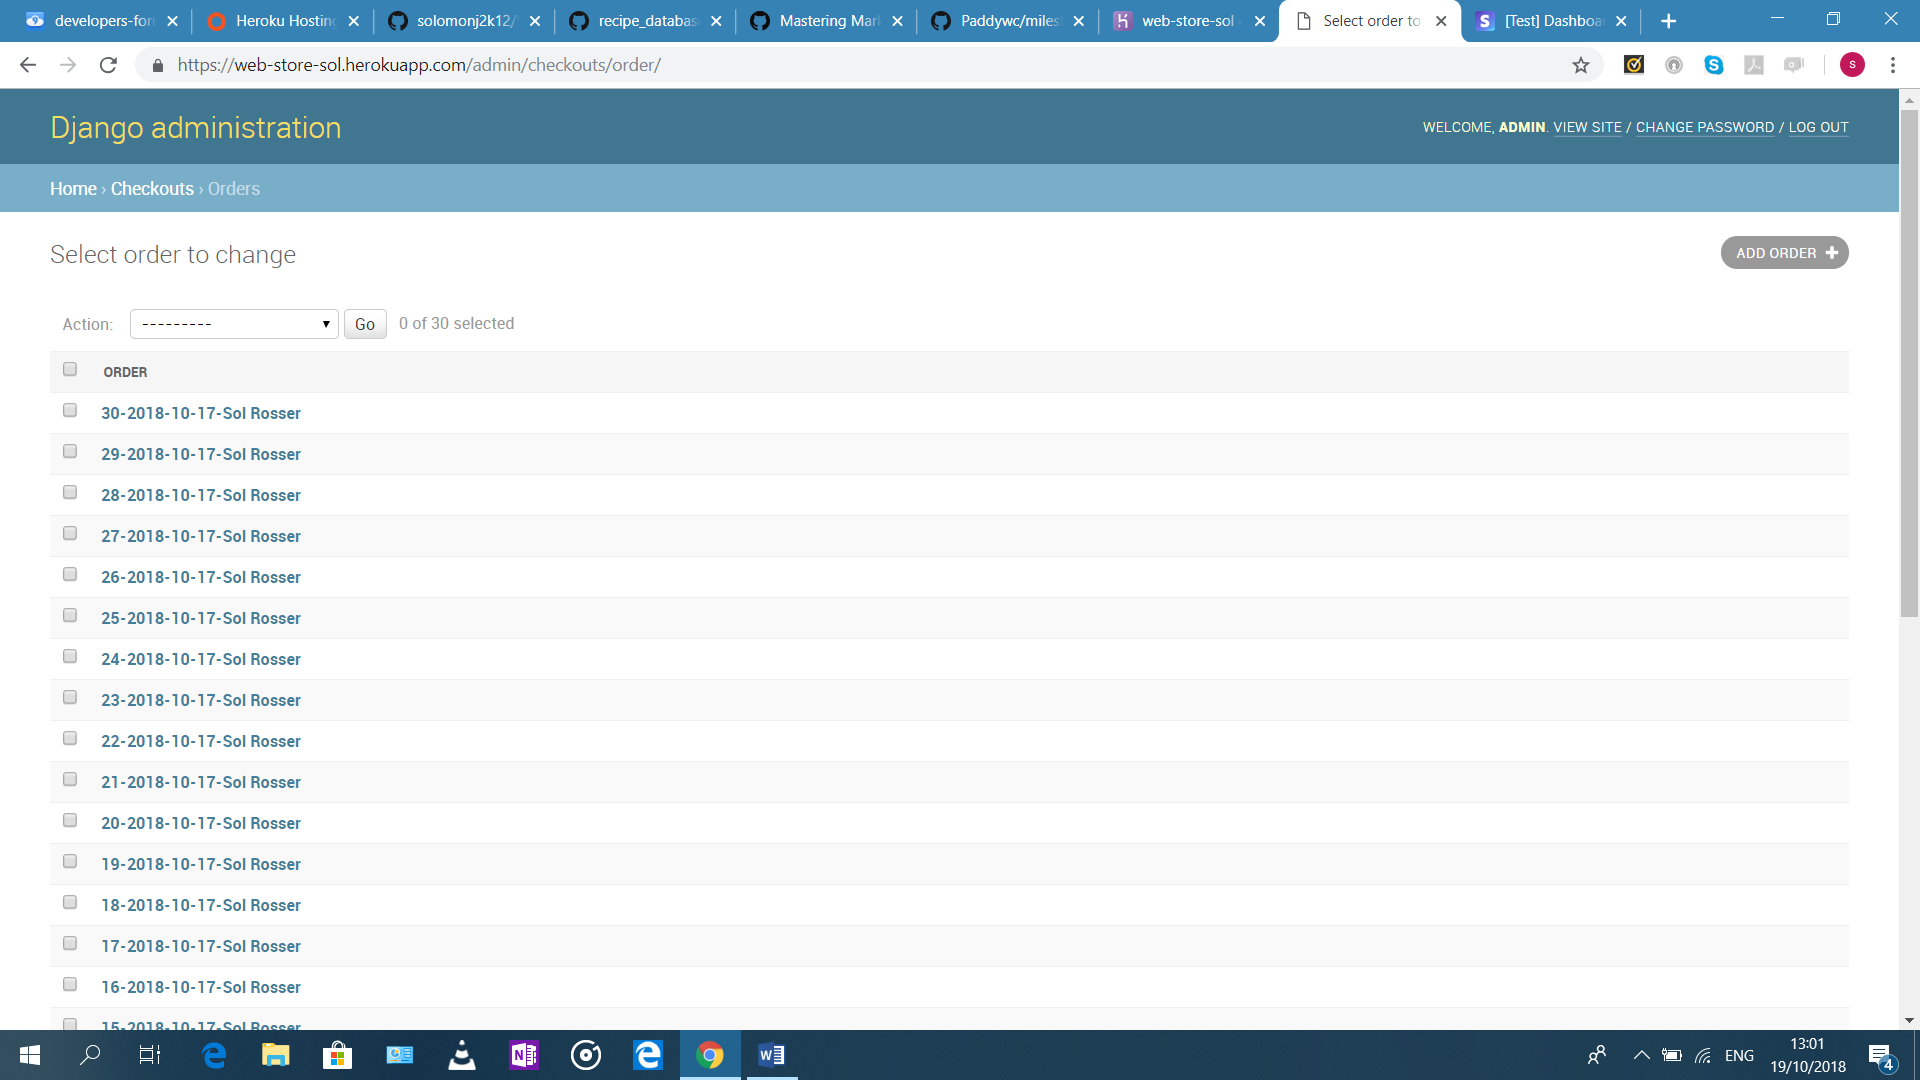 developers-for
Heroku Hosting
solomonj2k12/
recipe_databas
Mastering Mar
Paddywc/miles
web-store-sol -
Select order to
[Test] Dashboa
https://web-store-sol.herokuapp.com/admin/checkouts/order/
S
Django administration
WELCOME, ADMIN. VIEW SITE / CHANGE PASSWORD / LOG OUT
Home › Checkouts › Orders
Select order to change
ADD ORDER
Action:
---------
Go
0 of 30 selected
ORDER
30-2018-10-17-Sol Rosser
29-2018-10-17-Sol Rosser
28-2018-10-17-Sol Rosser
27-2018-10-17-Sol Rosser
26-2018-10-17-Sol Rosser
25-2018-10-17-Sol Rosser
24-2018-10-17-Sol Rosser
23-2018-10-17-Sol Rosser
22-2018-10-17-Sol Rosser
21-2018-10-17-Sol Rosser
20-2018-10-17-Sol Rosser
19-2018-10-17-Sol Rosser
18-2018-10-17-Sol Rosser
17-2018-10-17-Sol Rosser
16-2018-10-17-Sol Rosser
15-2018-10-17-Sol Rosser
ENG
13:01
19/10/2018
4